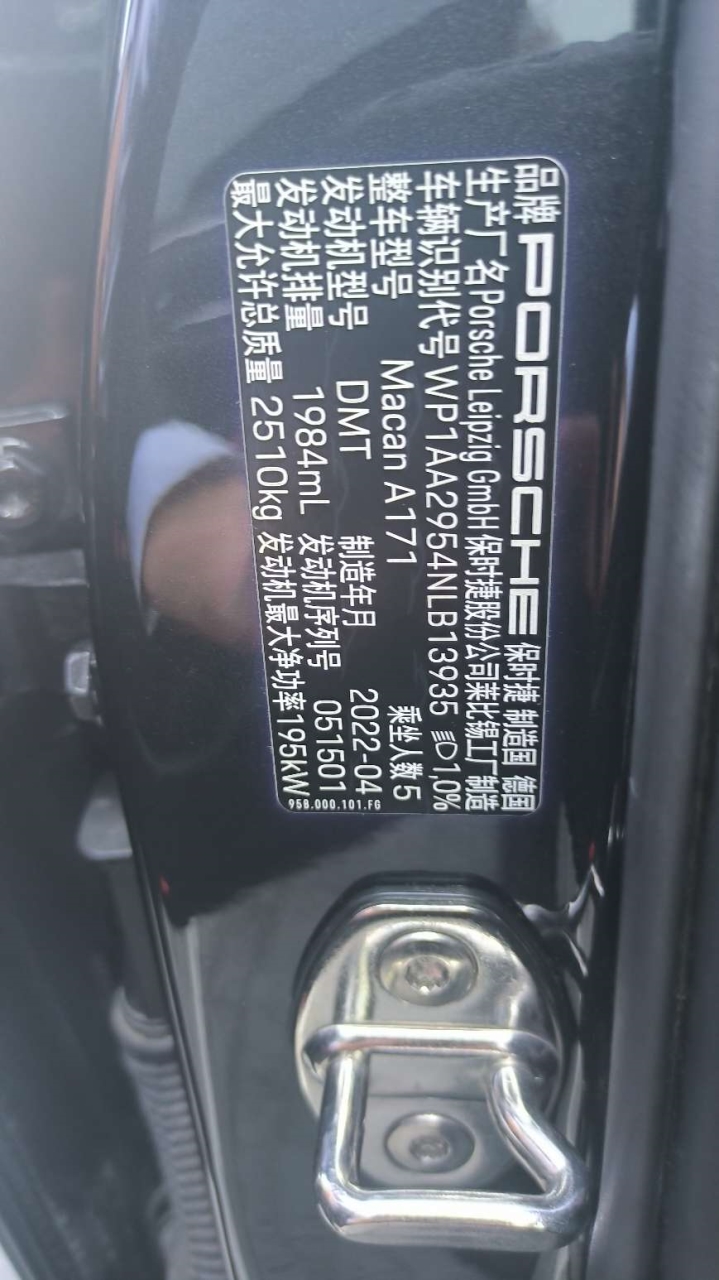 品牌 PORSCHE 保时捷 制造国 德国
生产厂名 Porsche Leipzig GmbH 保时捷股份公司莱比锡工厂制造
车辆识别代号 WP1AA2954NLB13935 1,0%
整车型号 Macan A171 乘坐人数 5
发动机型号 DMT 制造年月 2022-04
发动机排量 1984mL 发动机序列号 051501
最大允许总质量 2510kg 发动机最大净功率 195kW
958.000.101.FG